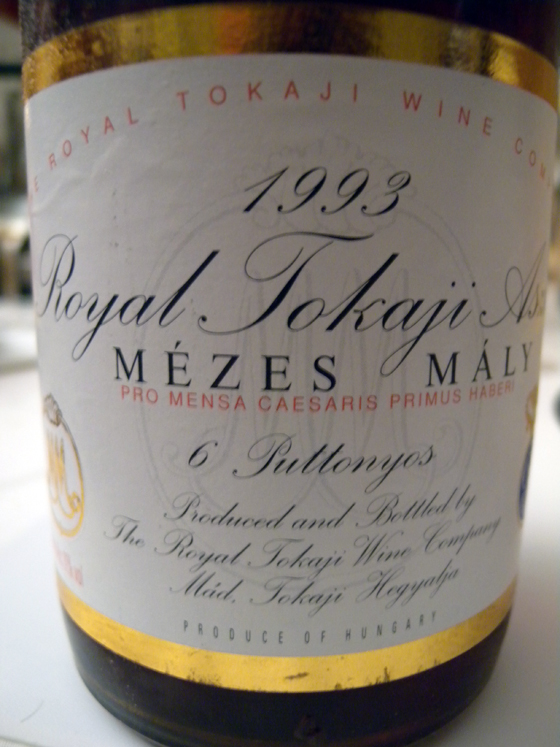 ROYAL TOKAJI WINE
1993
Royal Tokaji
MÉZES MÁLY
PRO MENSA CAESARIS PRIMUS HABERI
6 Puttonyos
Produced and Bottled by
The Royal Tokaji Wine Company
Mád. Tokaji Hegyalja
PRODUCE OF HUNGARY